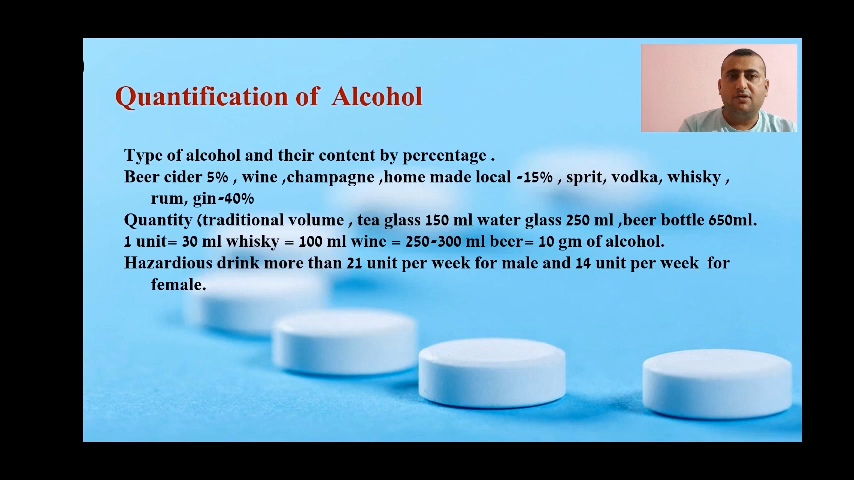 Quantification of Alcohol
Type of alcohol and their content by percentage .
Beer cider 5% , wine ,champagne ,home made local -15% , sprit, vodka, whisky ,
rum, gin-40%
Quantity (traditional volume , tea glass 150 ml water glass 250 ml ,beer bottle 650ml.
1 unit= 30 ml whisky = 100 ml wine = 250-300 ml beer= 10 gm of alcohol.
Hazardious drink more than 21 unit per week for male and 14 unit per week for
female.